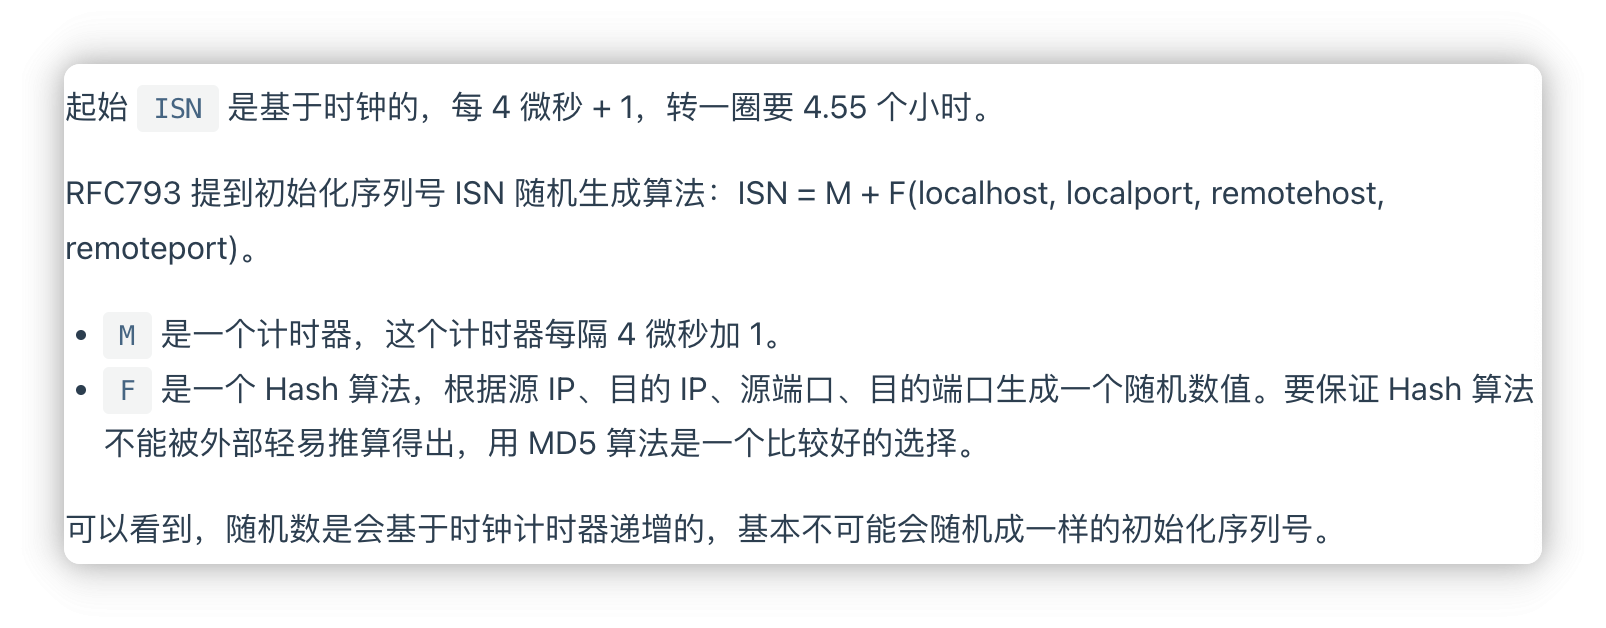 起始 ISN 是基于时钟的，每 4 微秒 + 1，转一圈要 4.55 个小时。
RFC793 提到初始化序列号 ISN 随机生成算法：ISN = M + F(localhost, localport, remotehost,
remoteport)。
• M 是一个计时器，这个计时器每隔 4 微秒加 1。
• F 是一个 Hash 算法，根据源 IP、目的 IP、源端口、目的端口生成一个随机数值。要保证 Hash 算法
不能被外部轻易推算得出，用 MD5 算法是一个比较好的选择。
可以看到，随机数是会基于时钟计时器递增的，基本不可能会随机成一样的初始化序列号。